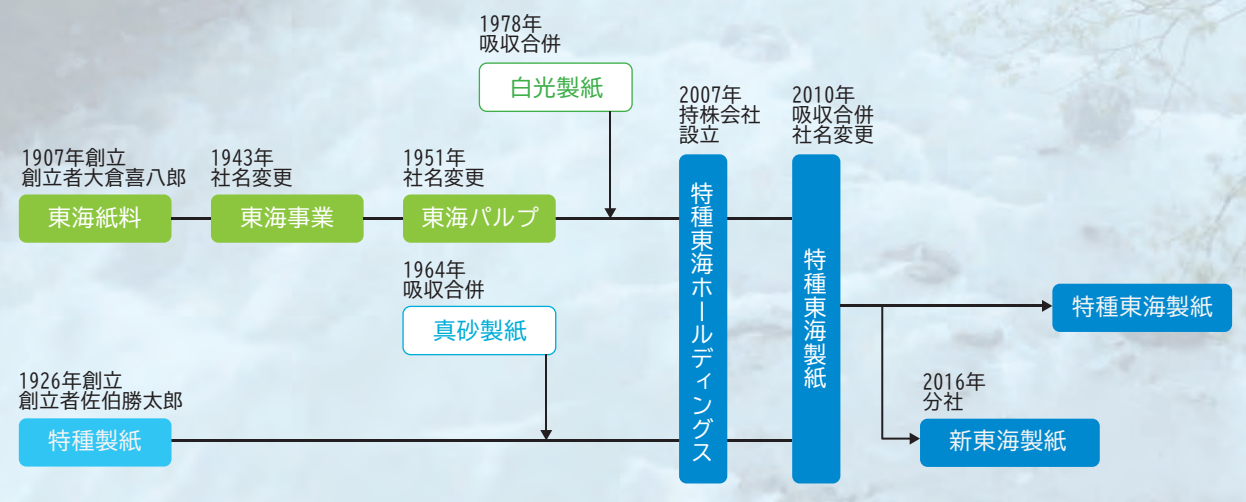 1978年
吸収合併
白光製紙
2007年
持株会社
設立
2010年
吸収合併
社名変更
1907年創立
創立者大倉喜八郎
東海紙料
1943年
社名変更
東海事業
1951年
社名変更
東海パルプ
特種東海ホールディングス
特種東海製紙
1964年
吸収合併
真砂製紙
特種東海製紙
1926年創立
創立者佐伯勝太郎
特種製紙
2016年
分社
新東海製紙